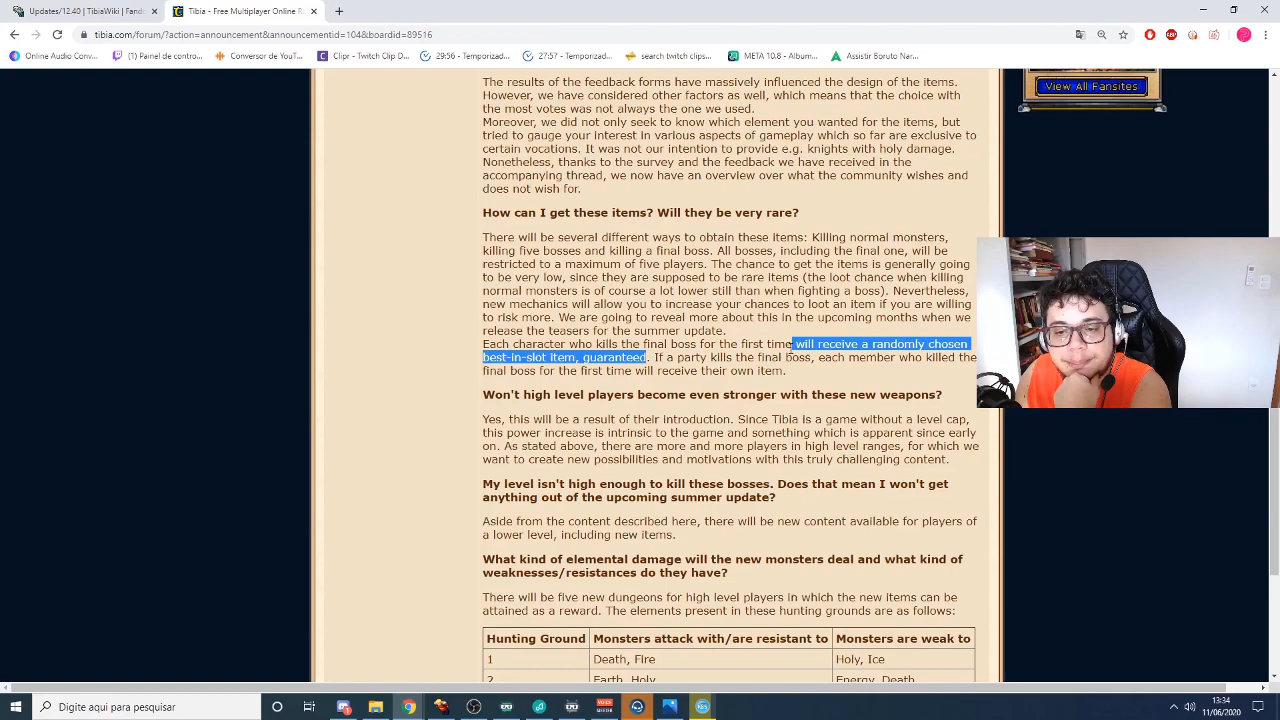 Updates/12.40 | TibiaWiki | Fando
Tibia - Free Multiplayer Online R
tibia.com/forum/?action=announcement&announcementid=104&boardid=89516
ABP
Online Audio Conv...
Painel de contro...
Conversor de YouT...
Clipr - Twitch Clip D...
29:56 - Temporizad...
27:57 - Temporizad...
search twitch clips...
META 10.8 - Album...
Assistir Boruto Nar...
View All Fansites
The results of the feedback forms have massively influenced the design of the items.
However, we have considered other factors as well, which means that the choice with
the most votes was not always the one we used.
Moreover, we did not only seek to know which element you wanted for the items, but
tried to gauge your interest in various aspects of gameplay which so far are exclusive to
certain vocations. It was not our intention to provide e.g. knights with holy damage.
Nonetheless, thanks to the survey and the feedback we have received in the
accompanying thread, we now have an overview over what the community wishes and
does not wish for.
How can I get these items? Will they be very rare?
There will be several different ways to obtain these items: Killing normal monsters,
killing five bosses and killing a final boss. All bosses, including the final one, will be
restricted to a maximum of five players. The chance to get the items is generally going
to be very low, since they are supposed to be rare items (the loot chance when killing
normal monsters is of course a lot lower still than when fighting a boss). Nevertheless,
new mechanics will allow you to increase your chances to loot an item if you are willing
to risk more. We are going to reveal more about this in the upcoming months when we
release the teasers for the summer update.
Each character who kills the final boss for the first time will receive a randomly chosen
best-in-slot item, guaranteed. If a party kills the final boss, each member who killed the
final boss for the first time will receive their own item.
Won't high level players become even stronger with these new weapons?
Yes, this will be a result of their introduction. Since Tibia is a game without a level cap,
this power increase is intrinsic to the game and something which is apparent since early
on. As stated above, there are more and more players in high level ranges, for which we
want to create new possibilities and motivations with this truly challenging content.
My level isn't high enough to kill these bosses. Does that mean I won't get
anything out of the upcoming summer update?
Aside from the content described here, there will be new content available for players of
a lower level, including new items.
What kind of elemental damage will the new monsters deal and what kind of
weaknesses/resistances do they have?
There will be five new dungeons for high level players in which the new items can be
attained as a reward. The elements present in these hunting grounds are as follows:
Hunting Ground Monsters attack with/are resistant to Monsters are weak to
1 Death, Fire Holy, Ice
2 Earth, Holy Energy, Death
Digite aqui para pesquisar
13:34
11/06/2020